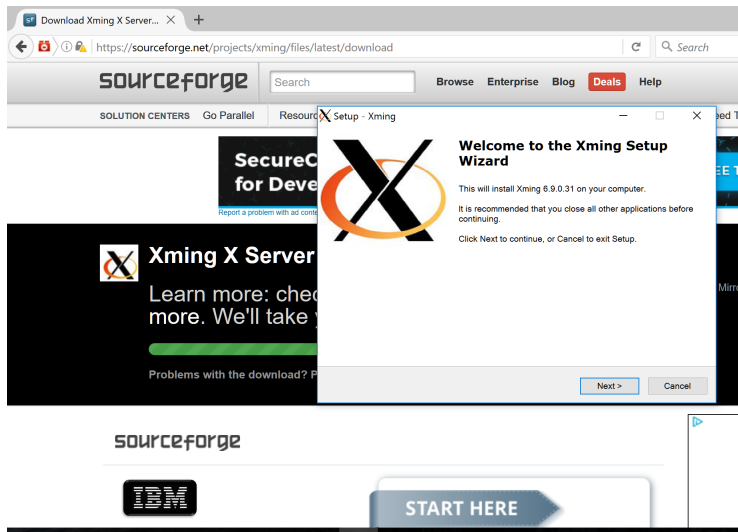 SF Download Xming X Server...
https://sourceforge.net/projects/xming/files/latest/download
Search
sourceforge
Search
Browse Enterprise Blog Deals Help
SOLUTION CENTERS Go Parallel Resourc
Setup - Xming
SecureC
for Deve
Report a problem with ad conte
Welcome to the Xming Setup
Wizard
This will install Xming 6.9.0.31 on your computer.
It is recommended that you close all other applications before
continuing.
Click Next to continue, or Cancel to exit Setup.
Xming X Server
Learn more: chec
more. We'll take
Mirro
Problems with the download? P
Next >
Cancel
sourceforge
IBM
START HERE